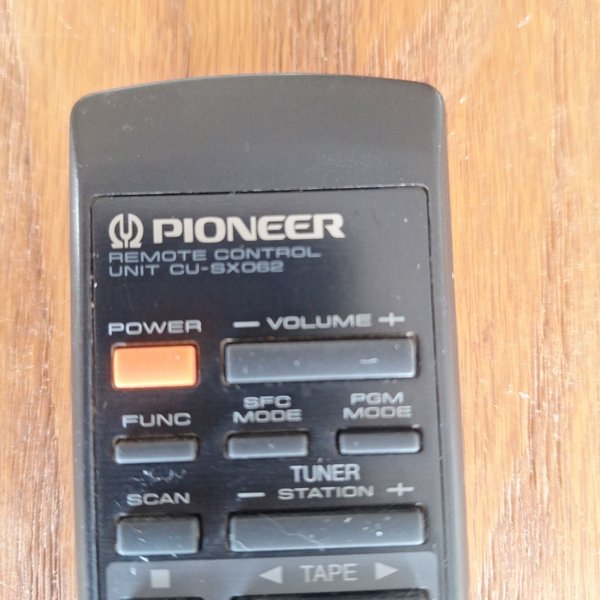 PIONEER
REMOTE CONTROL
UNIT CU-SX062
POWER
— VOLUME +
FUNC
SFC
MODE
PGM
MODE
TUNER
SCAN
— STATION +
■ ◀ TAPE ▶